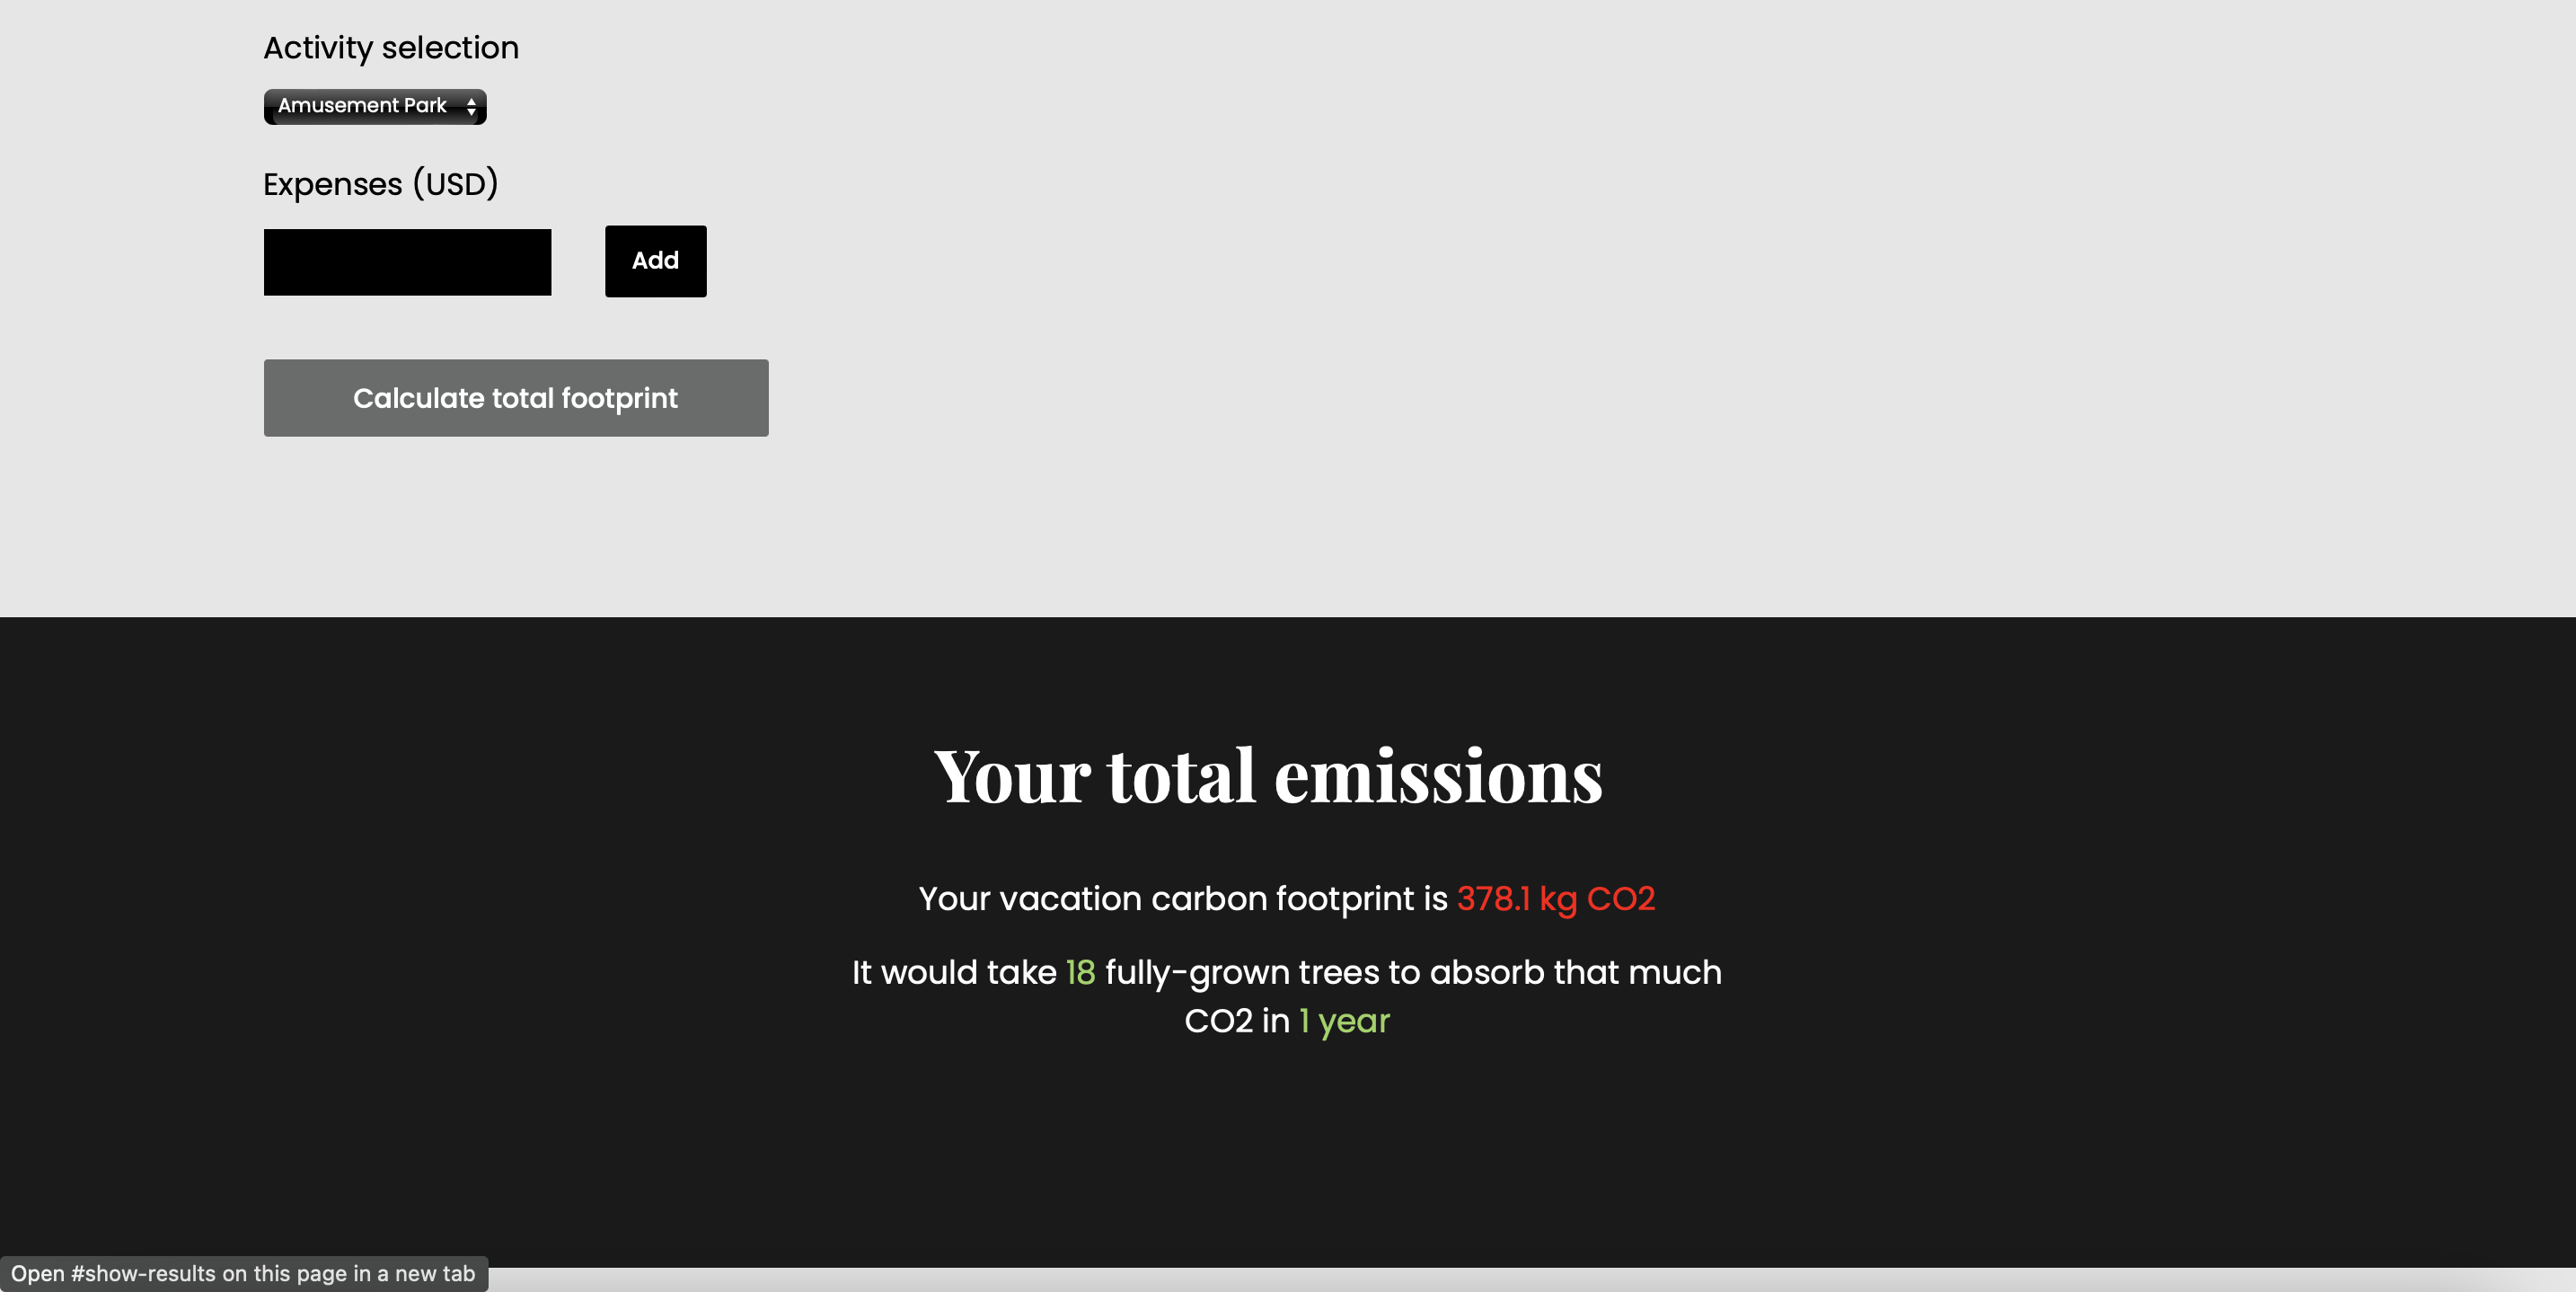 Activity selection
Amusement Park
Expenses (USD)
Add
Calculate total footprint
Your total emissions
Your vacation carbon footprint is 378.1 kg CO2
It would take 18 fully-grown trees to absorb that much
CO2 in 1 year
Open #show-results on this page in a new tab